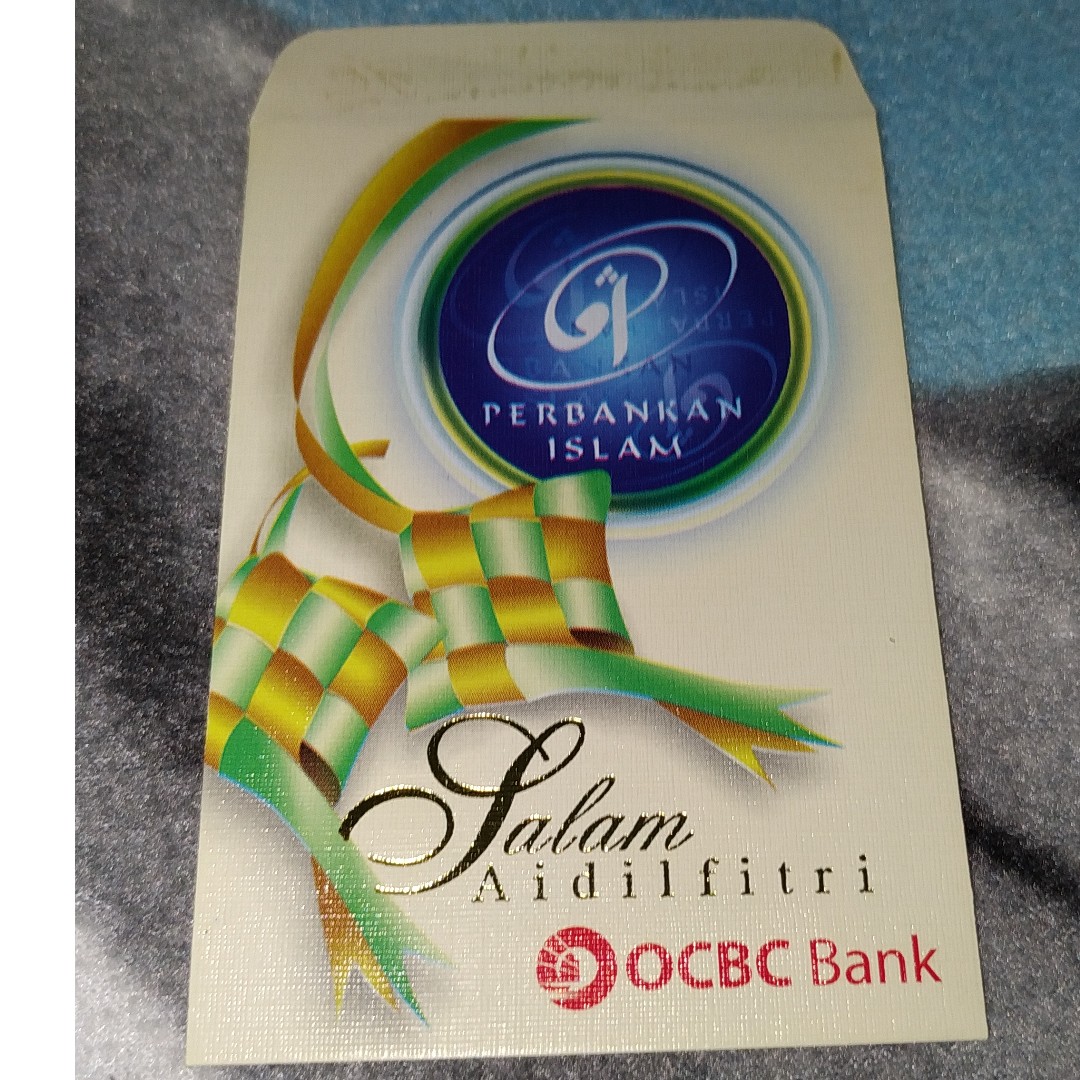 PERBANKAN
ISLAM
Salam
Aidilfitri
OCBC Bank